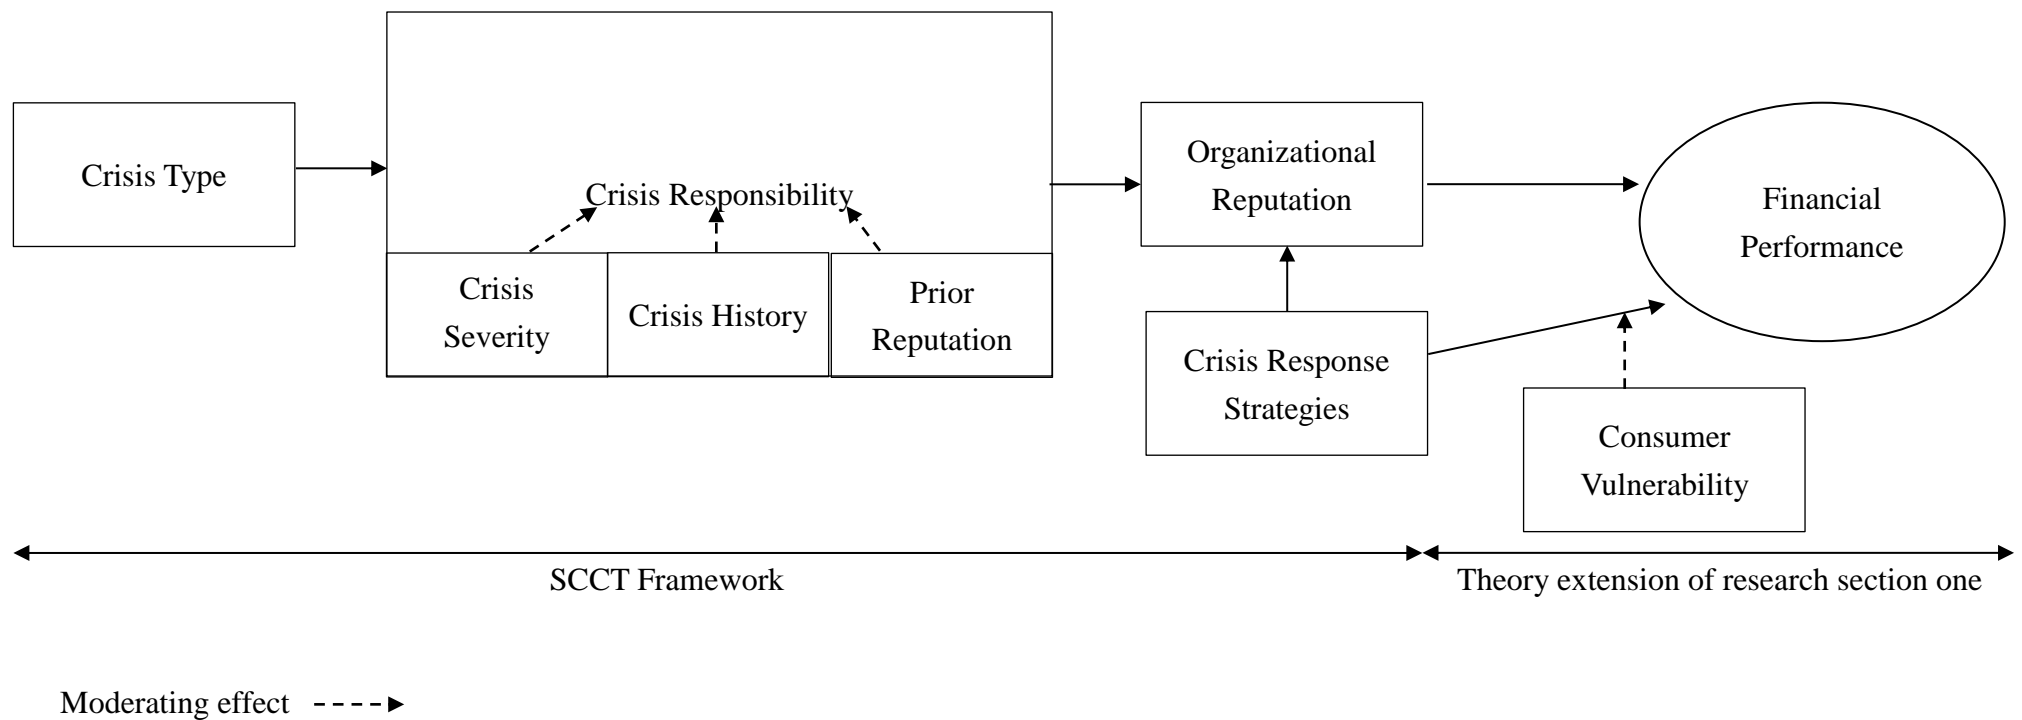 Crisis Type
Crisis Responsibility
Crisis
Severity
Crisis History
Prior
Reputation
Organizational
Reputation
Crisis Response
Strategies
Financial
Performance
Consumer
Vulnerability
SCCT Framework
Theory extension of research section one
Moderating effect